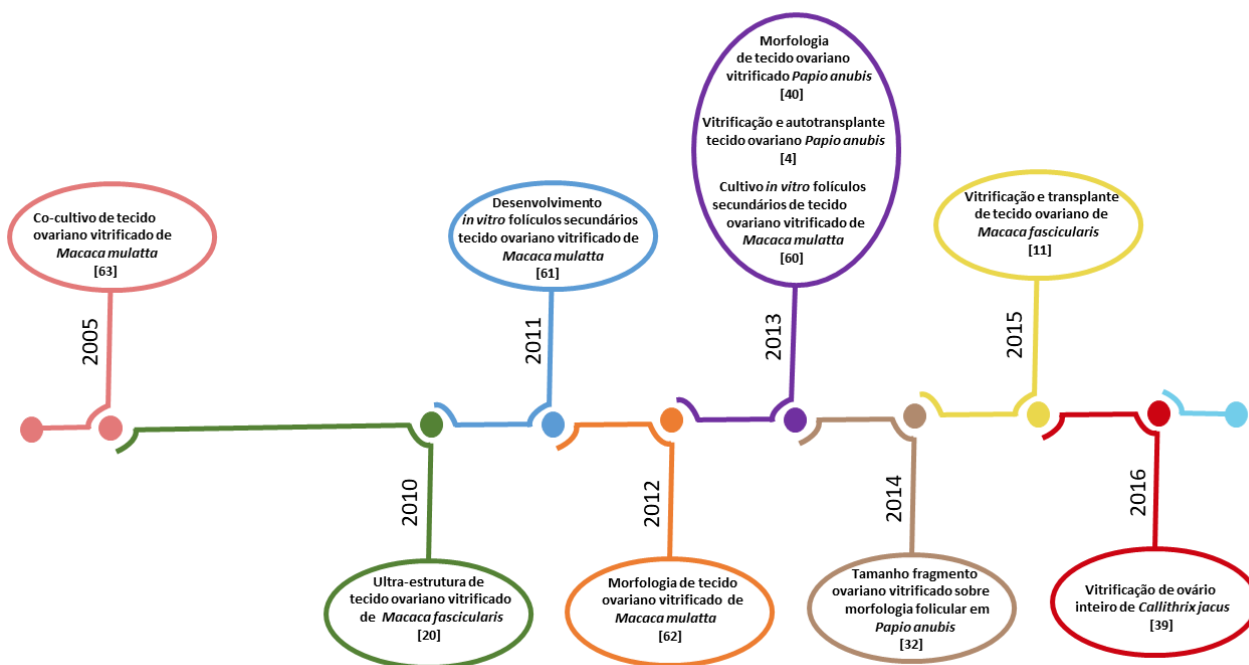 Co-cultivo de tecido
ovariano vitrificado de
Macaca mulatta
[63]
2005
Ultra-estrutura de
tecido ovariano vitrificado
de Macaca fascicularis
[20]
2010
Desenvolvimento
in vitro folículos secundários
tecido ovariano vitrificado de
Macaca mulatta
[61]
2011
Morfologia de tecido
ovariano vitrificado de
Macaca mulatta
[62]
2012
Morfologia
de tecido ovariano
vitrificado Papio anubis
[40]
Vitrificação e autotransplante
tecido ovariano Papio anubis
[4]
Cultivo in vitro folículos
secundários de tecido
ovariano vitrificado de
Macaca mulatta
[60]
2013
Tamanho fragmento
ovariano vitrificado sobre
morfologia folicular em
Papio anubis
[32]
2014
Vitrificação e transplante
de tecido ovariano de
Macaca fascicularis
[11]
2015
Vitrificação de ovário
inteiro de Callithrix jacus
[39]
2016